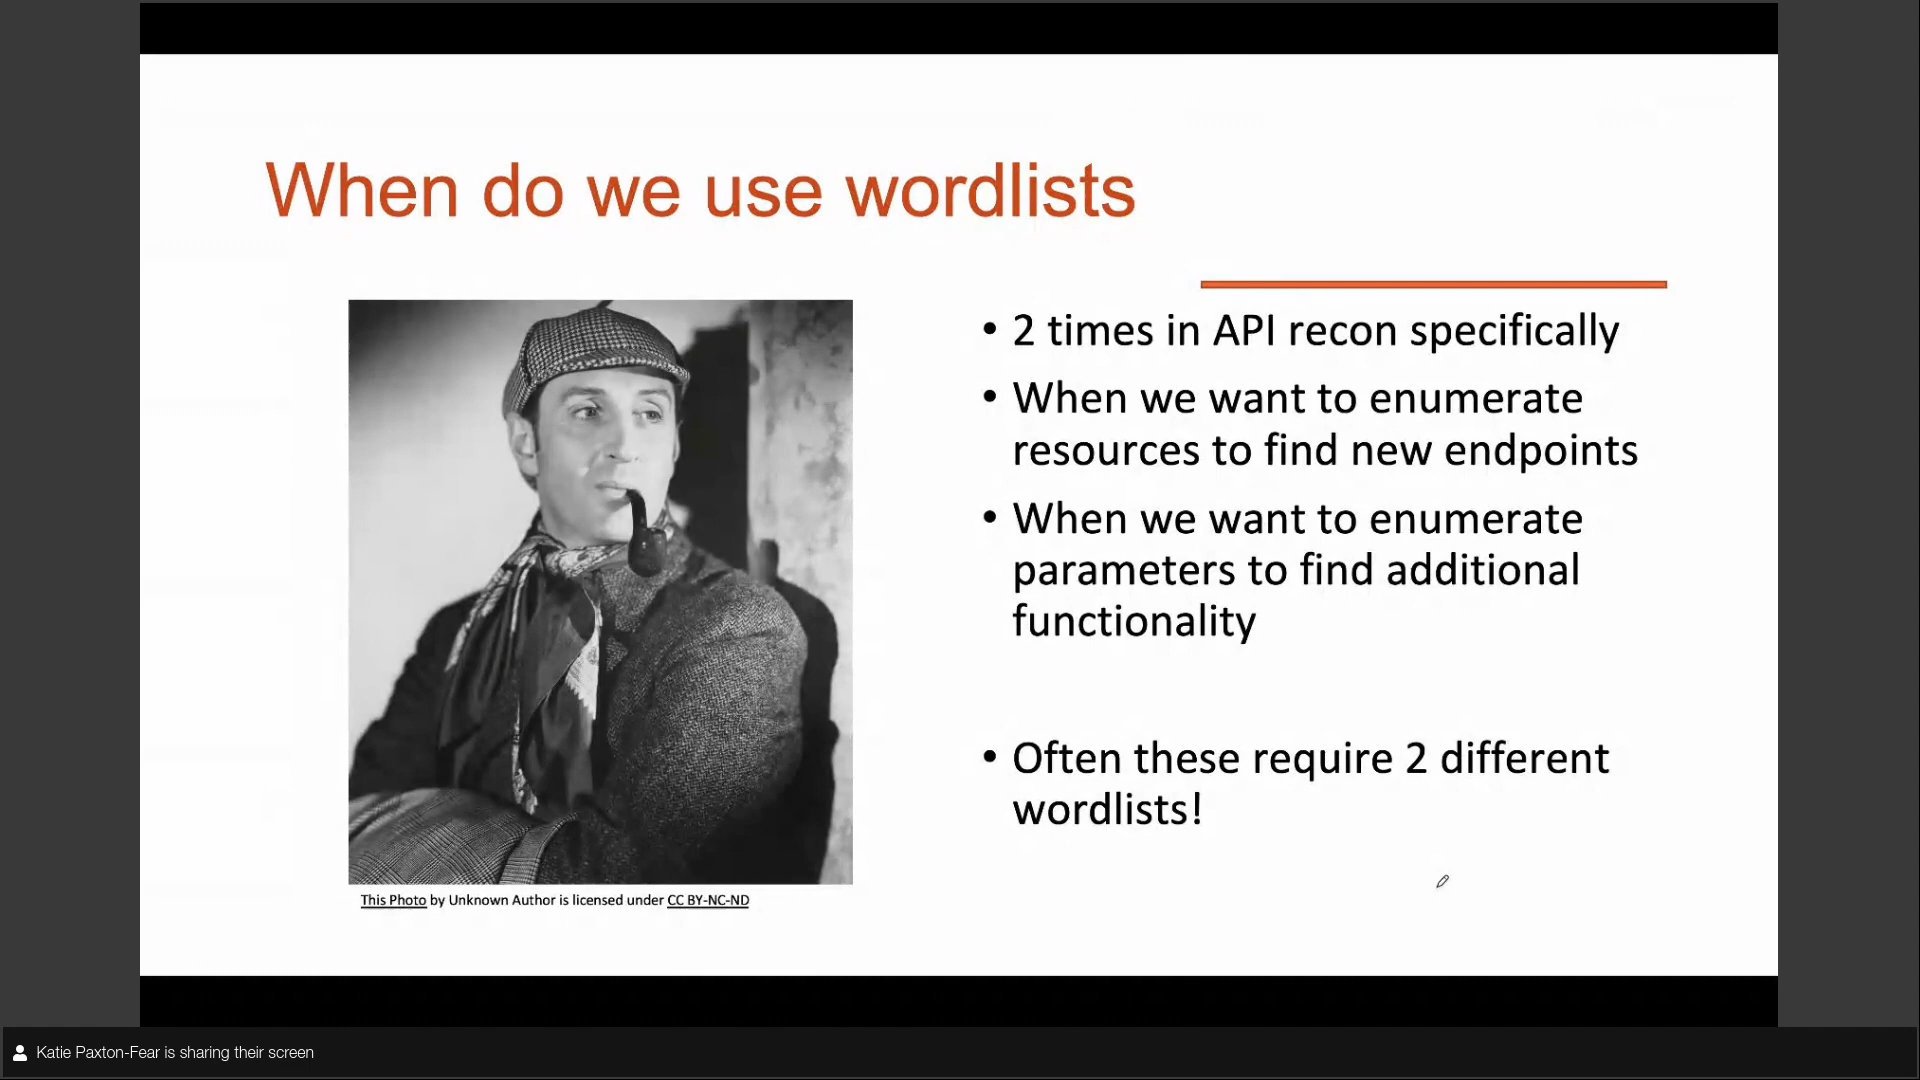 When do we use wordlists
• 2 times in API recon specifically
• When we want to enumerate
resources to find new endpoints
• When we want to enumerate
parameters to find additional
functionality
• Often these require 2 different
wordlists!
This Photo by Unknown Author is licensed under CC BY-NC-ND
Katie Paxton-Fear is sharing their screen